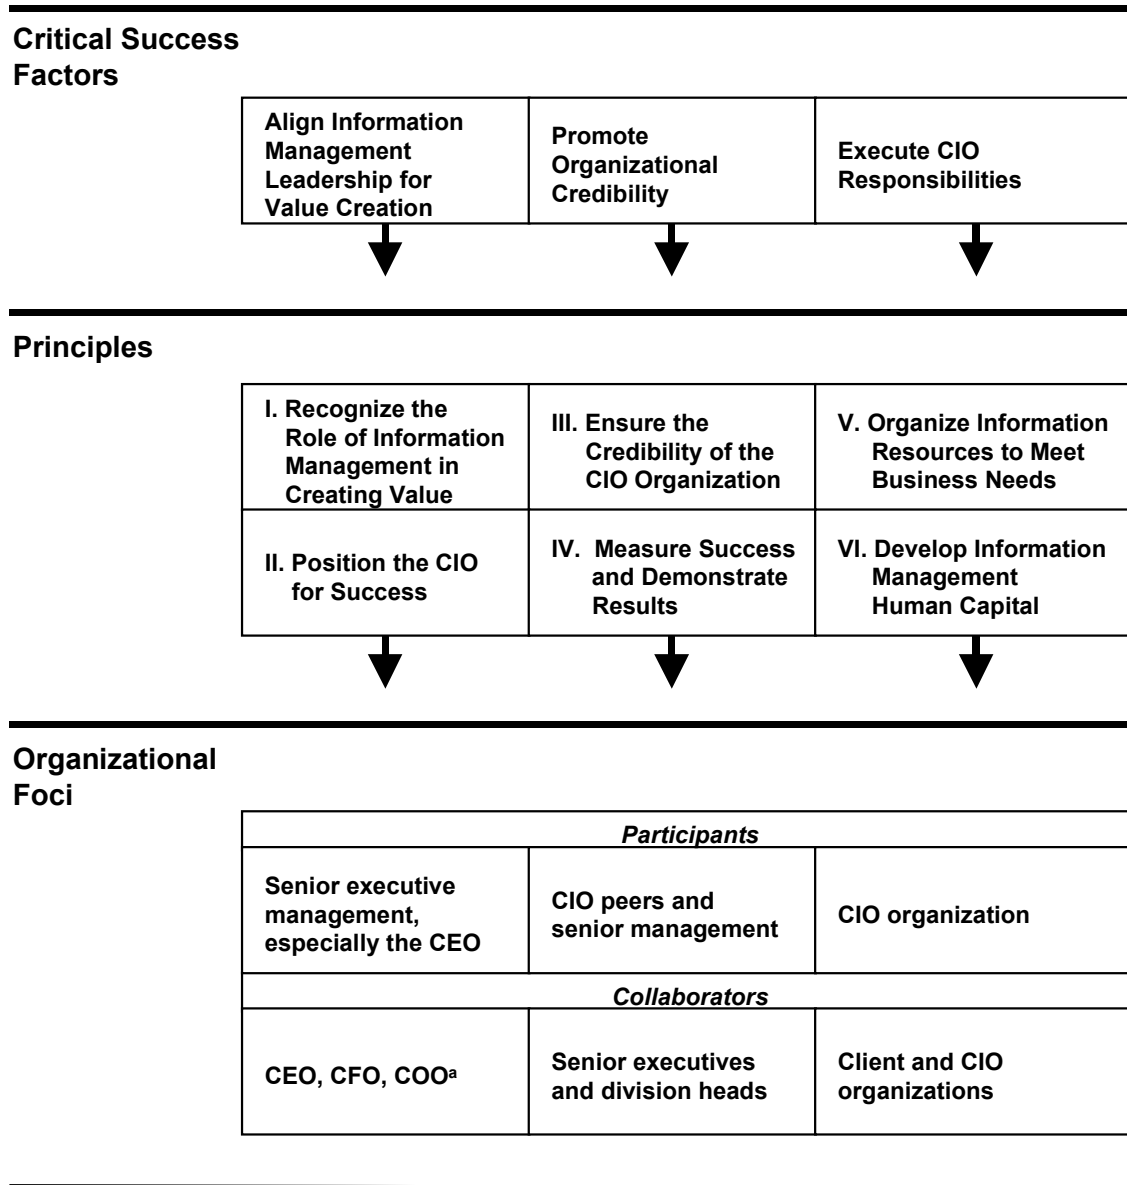 Critical Success
Factors
Align Information
Management
Leadership for
Value Creation
Promote
Organizational
Credibility
Execute CIO
Responsibilities
Principles
I. Recognize the
Role of Information
Management in
Creating Value
III. Ensure the
Credibility of the
CIO Organization
V. Organize Information
Resources to Meet
Business Needs
II. Position the CIO
for Success
IV. Measure Success
and Demonstrate
Results
VI. Develop Information
Management
Human Capital
Organizational
Foci
Participants
Senior executive
management,
especially the CEO
CIO peers and
senior management
CIO organization
Collaborators
CEO, CFO, COOª
Senior executives
and division heads
Client and CIO
organizations